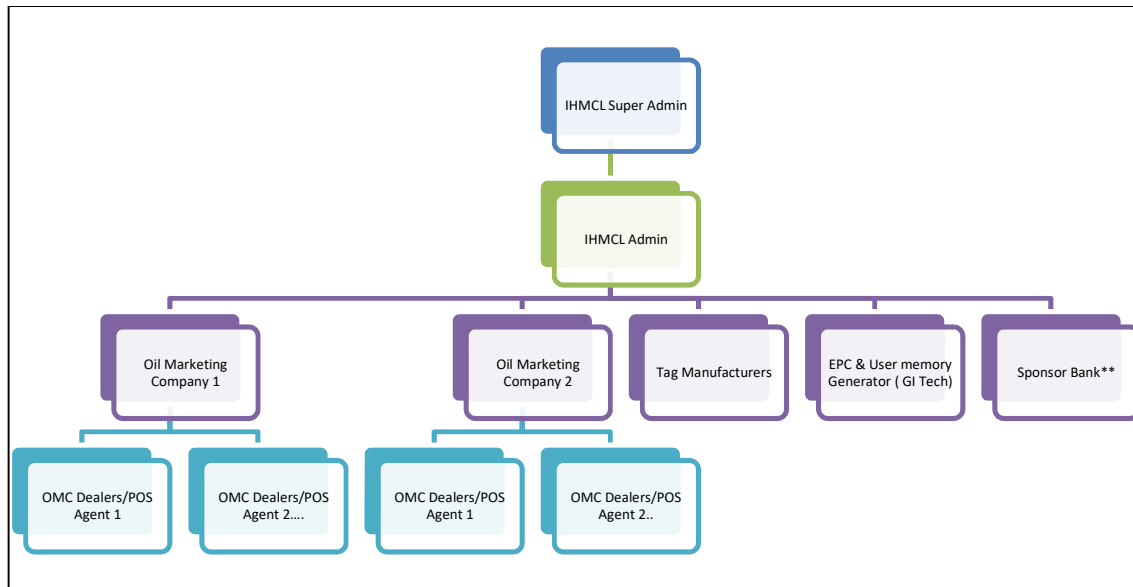 IHMCL Super Admin
IHMCL Admin
Oil Marketing
Company 1
Oil Marketing
Company 2
Tag Manufacturers
EPC & User memory
Generator ( GI Tech)
Sponsor Bank**
OMC Dealers/POS
Agent 1
OMC Dealers/POS
Agent 2....
OMC Dealers/POS
Agent 1
OMC Dealers/POS
Agent 2..